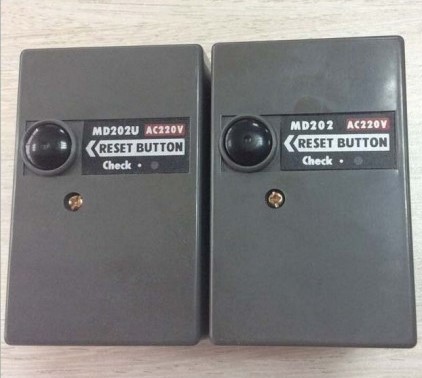 MD202U AC220V
RESET BUTTON
Check
MD202 AC220V
RESET BUTTON
Check